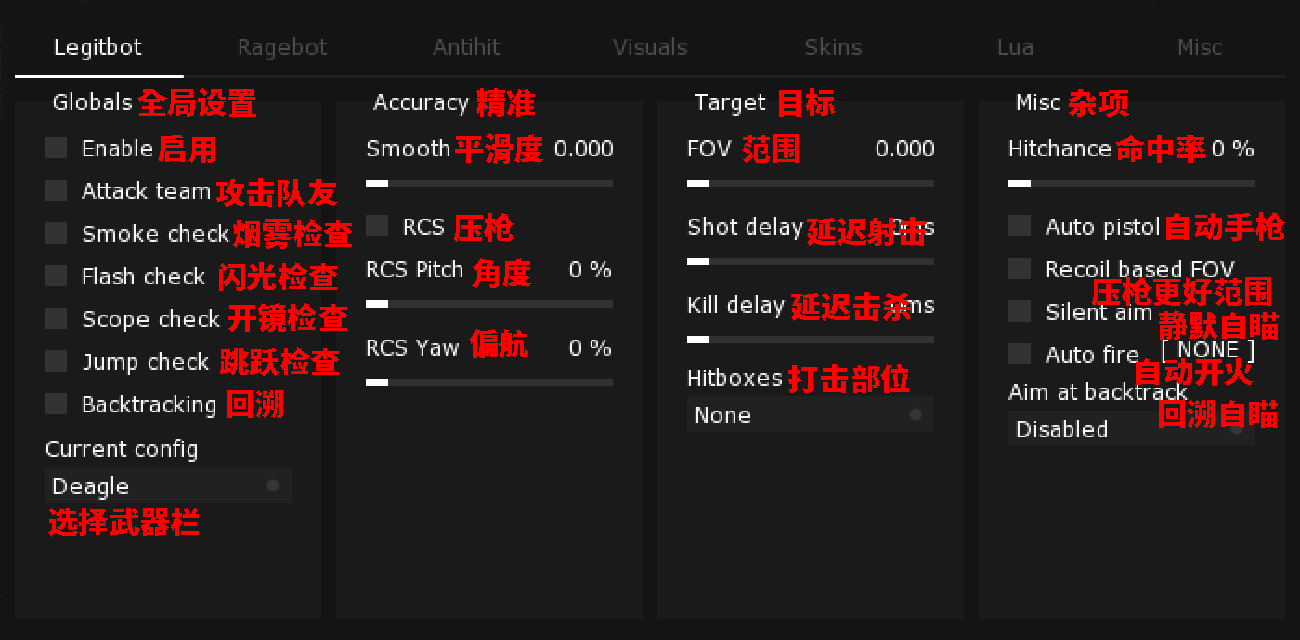 Legitbot Ragebot Antihit Visuals Skins Lua Misc
Globals 全局设置
Enable 启用
Attack team 攻击队友
Smoke check 烟雾检查
Flash check 闪光检查
Scope check 开镜检查
Jump check 跳跃检查
Backtracking 回溯
Current config
Deagle
选择武器栏
Accuracy 精准
Smooth 平滑度 0.000
RCS 压枪
RCS Pitch 角度 0 %
RCS Yaw 偏航 0 %
Target 目标
FOV 范围 0.000
Shot delay 延迟射击 0ms
Kill delay 延迟击杀 0ms
Hitboxes 打击部位
None
Misc 杂项
Hitchance 命中率 0 %
Auto pistol 自动手枪
Recoil based FOV
压枪更好范围
Silent aim
静默自瞄
Auto fire [ NONE ]
自动开火
Aim at backtrack
回溯自瞄
Disabled